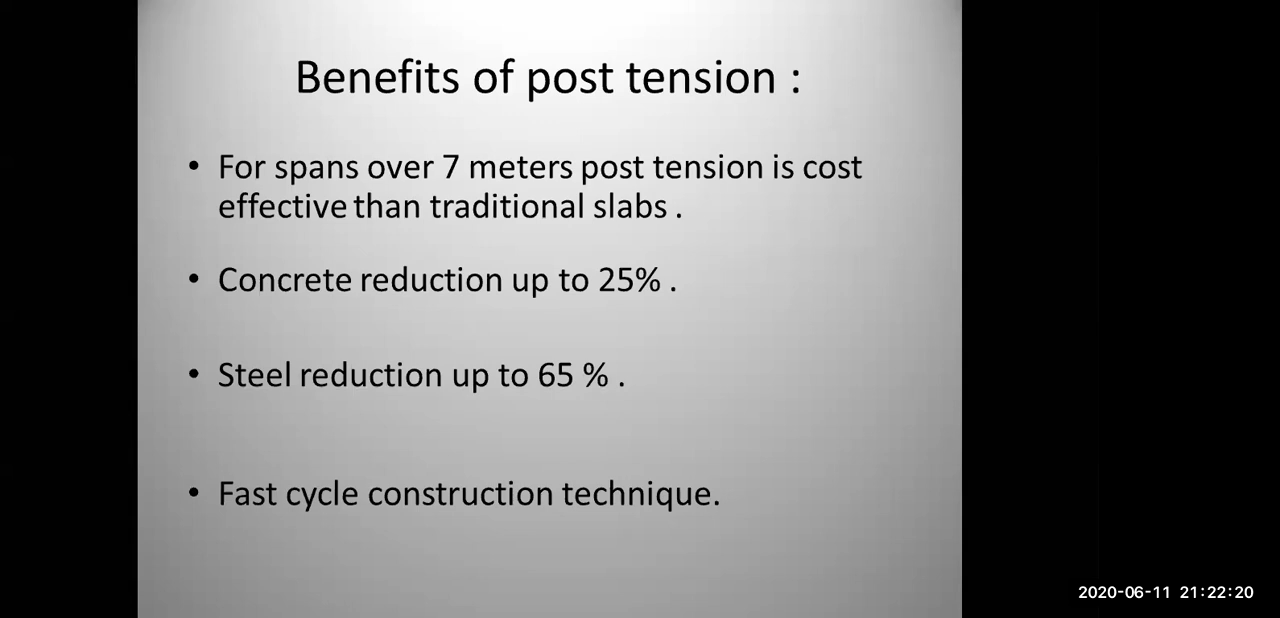 Benefits of post tension :
• For spans over 7 meters post tension is cost
effective than traditional slabs .
• Concrete reduction up to 25% .
• Steel reduction up to 65 % .
• Fast cycle construction technique.
2020-06-11 21:22:20